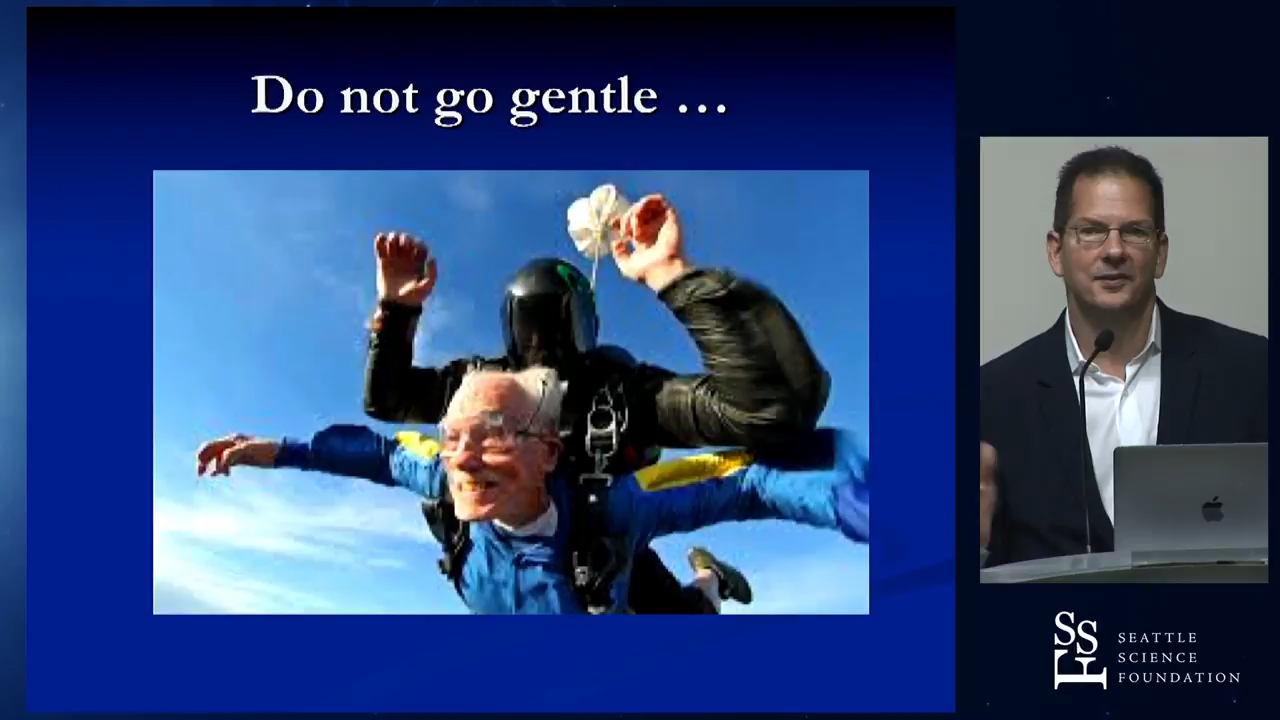 Do not go gentle …
SSF
SEATTLE
SCIENCE
FOUNDATION